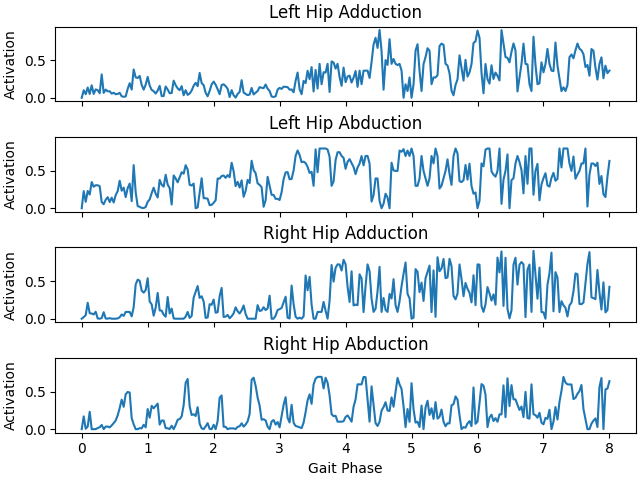 Left Hip Adduction
Activation
0.5
0.0
Left Hip Abduction
Activation
0.5
0.0
Right Hip Adduction
Activation
0.5
0.0
Right Hip Abduction
Activation
0.5
0.0
0 1 2 3 4 5 6 7 8
Gait Phase